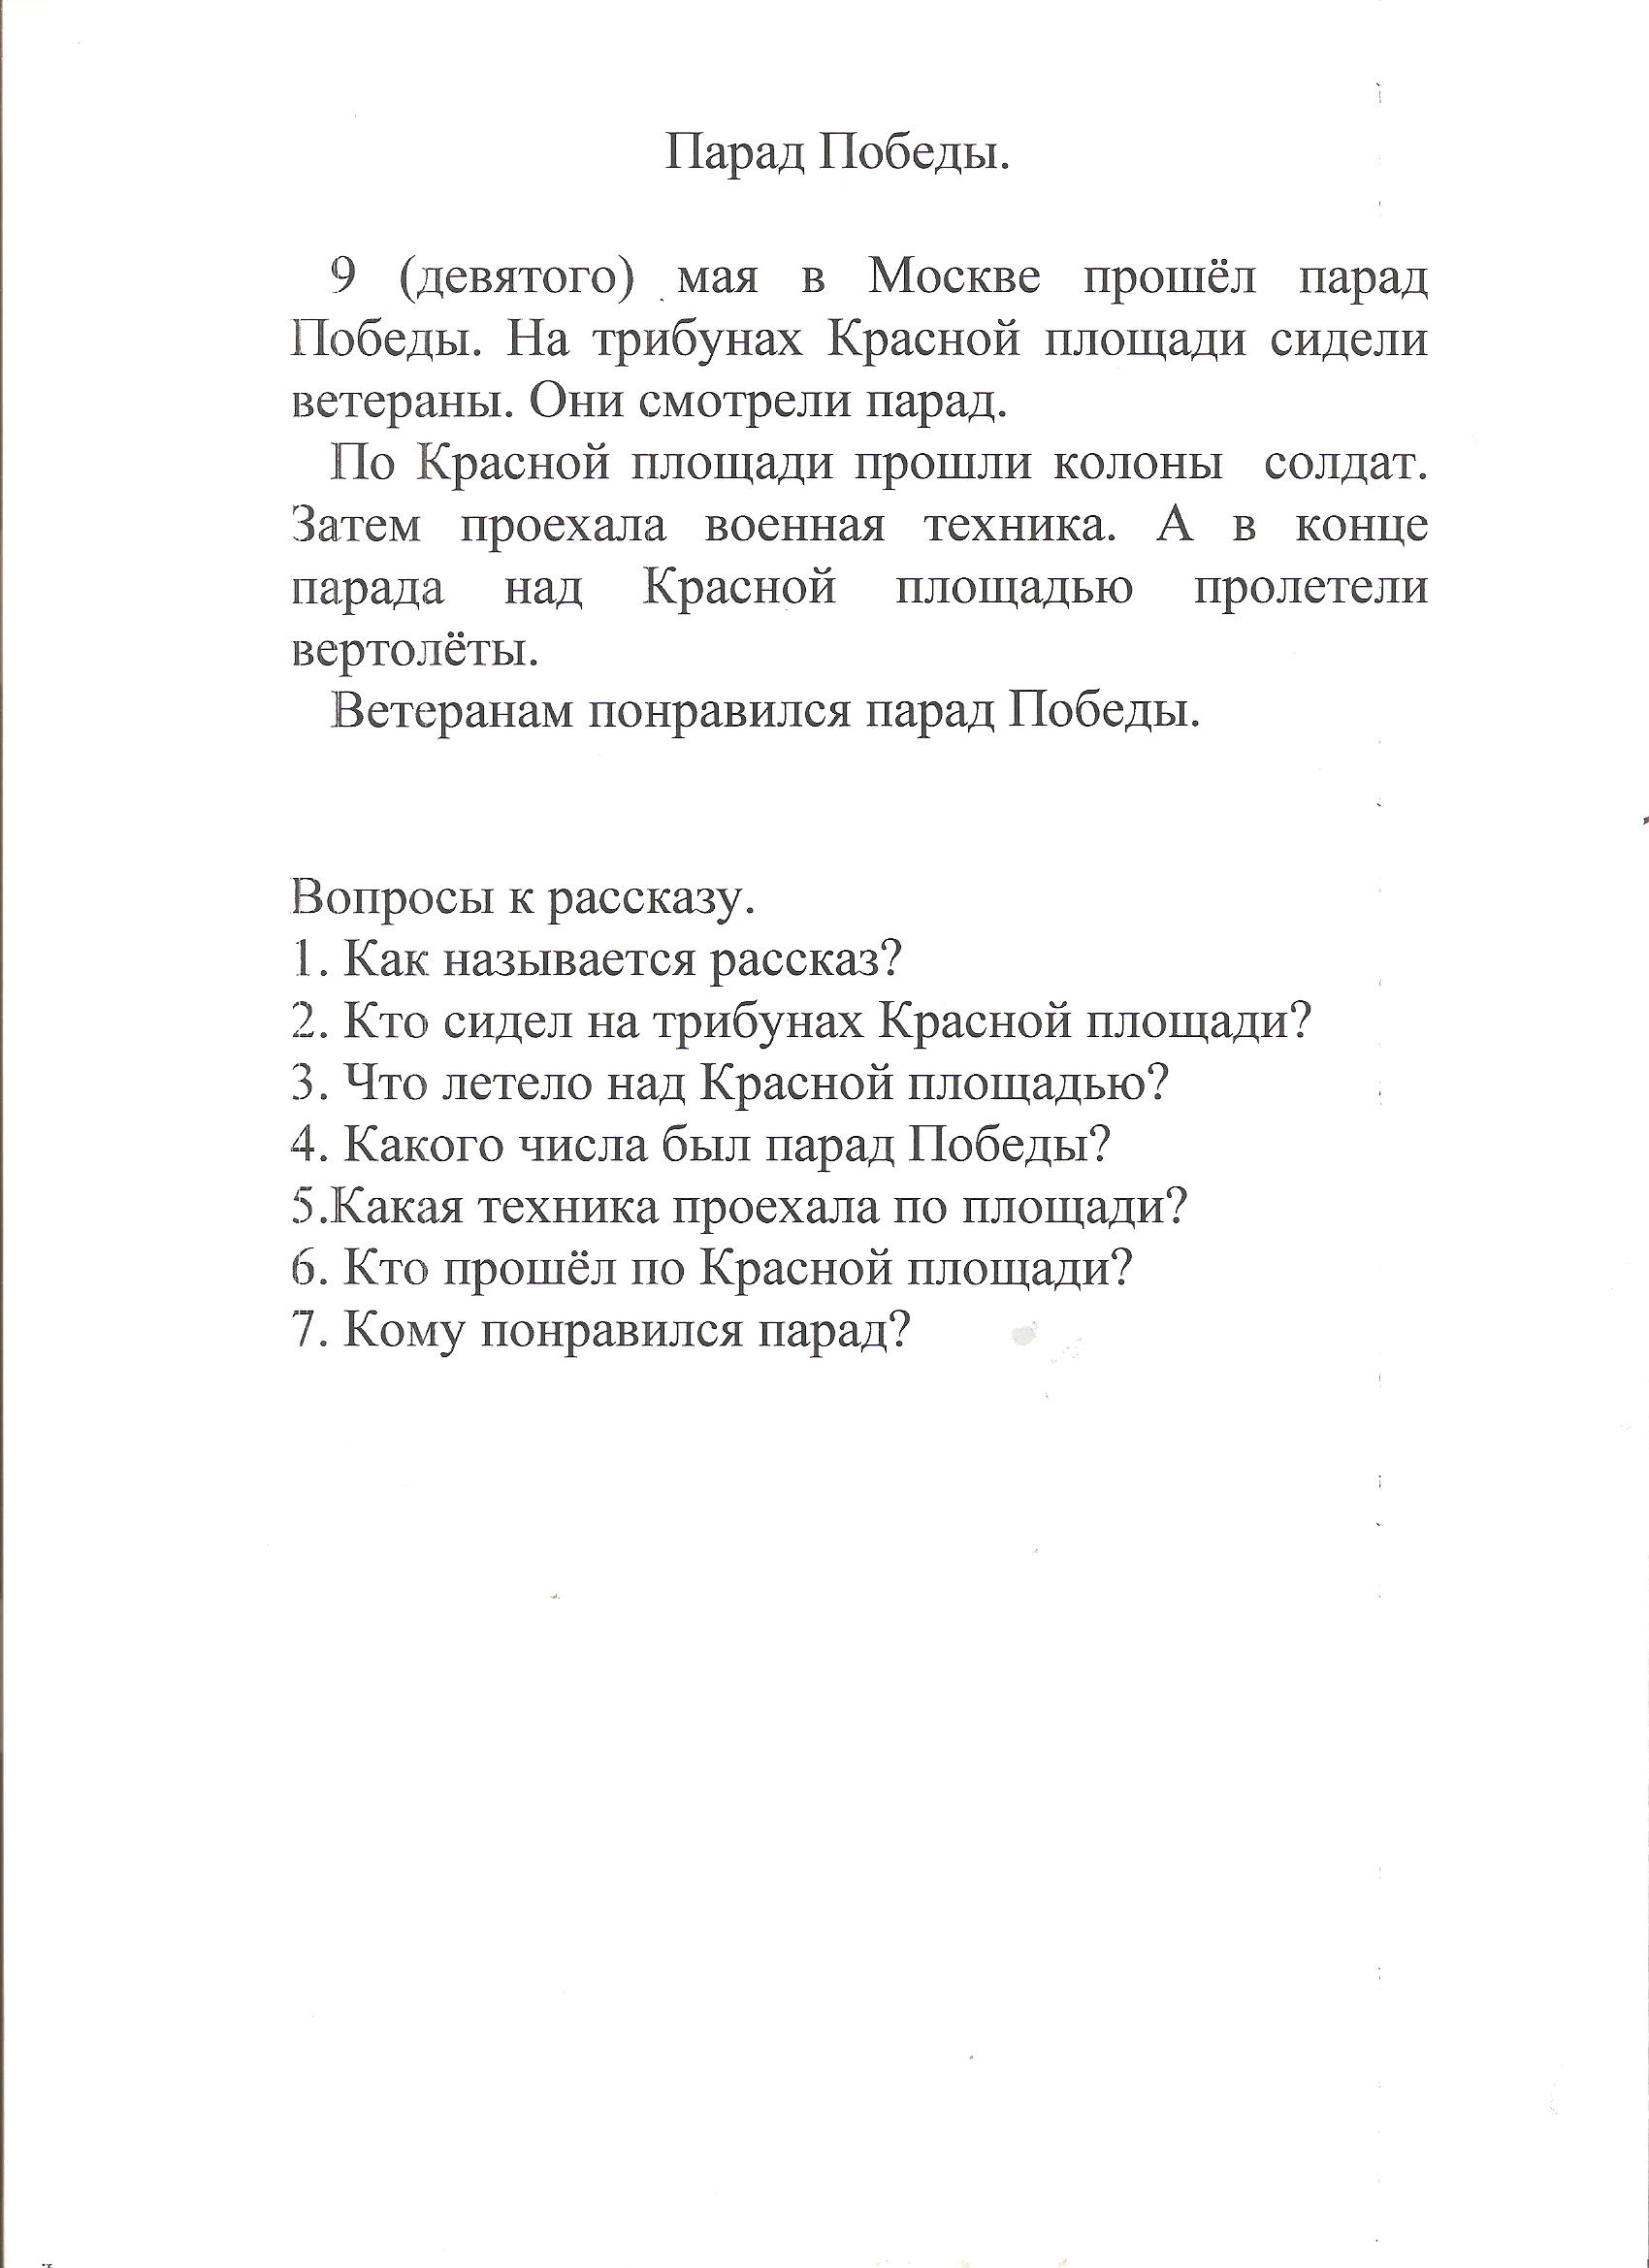 Парад Победы.
9 (девятого) мая в Москве прошёл парад
Победы. На трибунах Красной площади сидели
ветераны. Они смотрели парад.
По Красной площади прошли колоны солдат.
Затем проехала военная техника. А в конце
парада над Красной площадью пролетели
вертолёты.
Ветеранам понравился парад Победы.
Вопросы к рассказу.
1. Как называется рассказ?
2. Кто сидел на трибунах Красной площади?
3. Что летело над Красной площадью?
4. Какого числа был парад Победы?
5.Какая техника проехала по площади?
6. Кто прошёл по Красной площади?
7. Кому понравился парад?